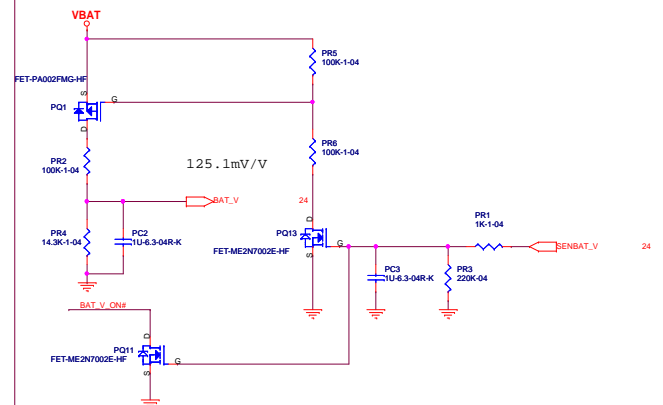 VBAT
PR5
100K-1-04
FET-PA002FMG-HF
S
G
PQ1
D
PR2
100K-1-04
125.1mV/V
PR6
100K-1-04
BAT_V
24
D
PQ13
G
S
FET-ME2N7002E-HF
PR1
1K-1-04
SENBAT_V
24
PR4
14.3K-1-04
PC2
1U-6.3-04R-K
PC3
1U-6.3-04R-K
PR3
220K-04
BAT_V_ON#
D
PQ11
FET-ME2N7002E-HF
G
S